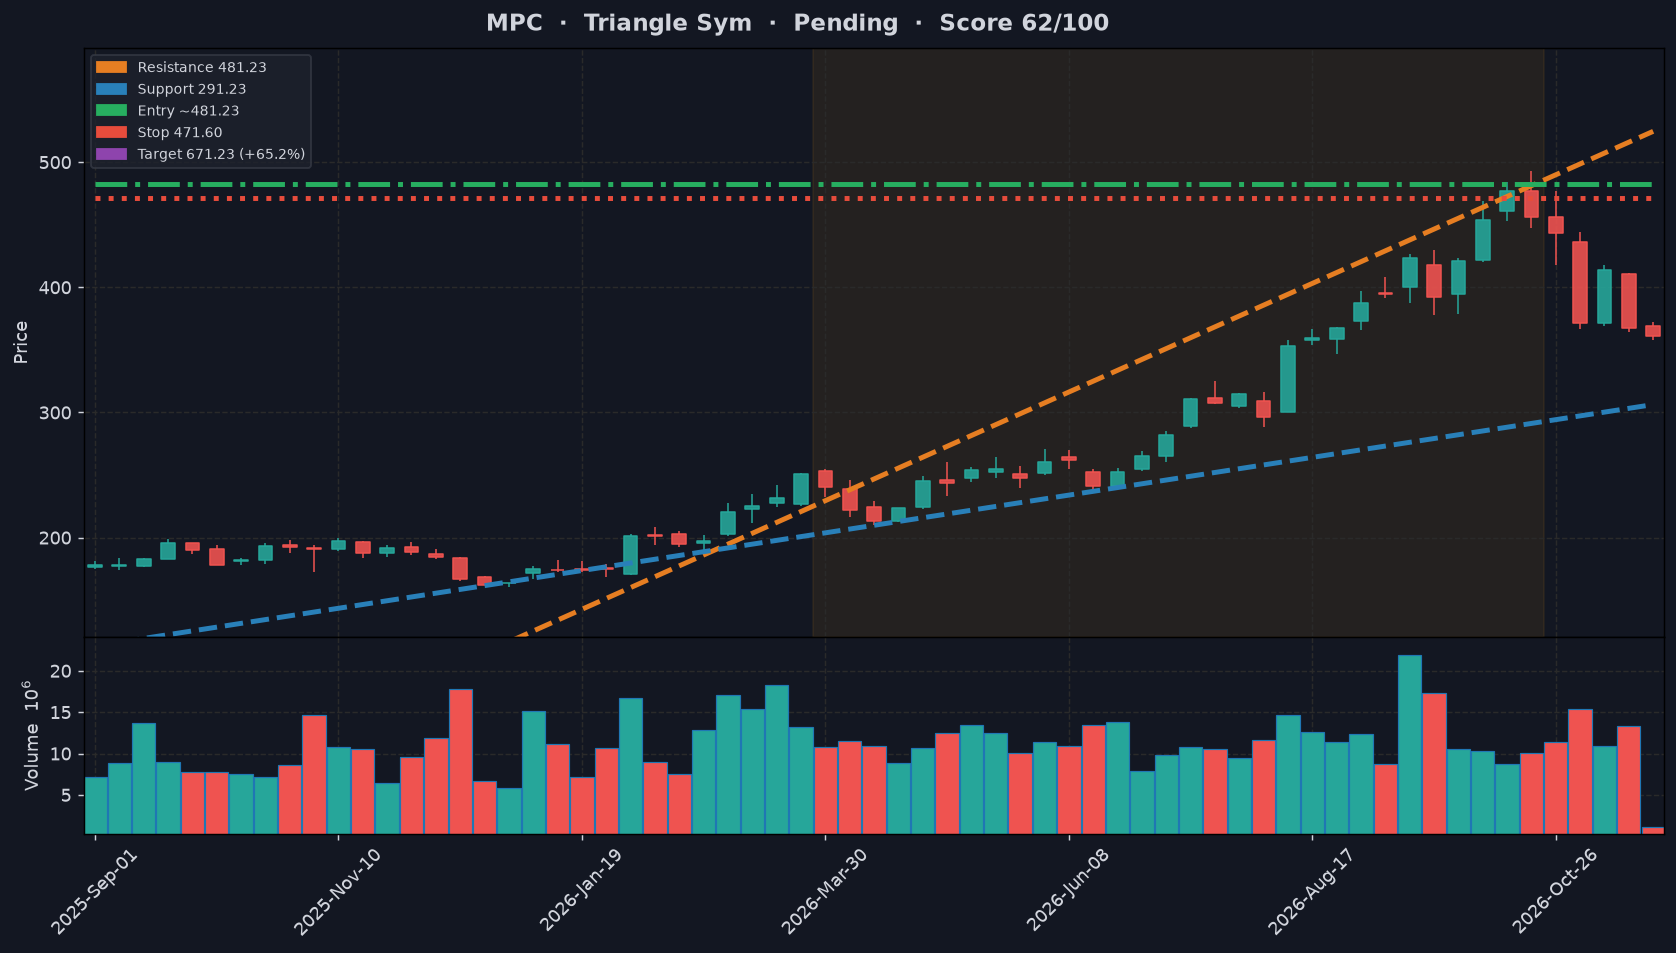 MPC · Triangle Sym · Pending · Score 62/100
Resistance 481.23
Support 291.23
Entry ~481.23
Stop 471.60
Target 671.23 (+65.2%)
Price
500
400
300
200
Volume 10⁶
20
15
10
5
2025-Sep-01
2025-Nov-10
2026-Jan-19
2026-Mar-30
2026-Jun-08
2026-Aug-17
2026-Oct-26